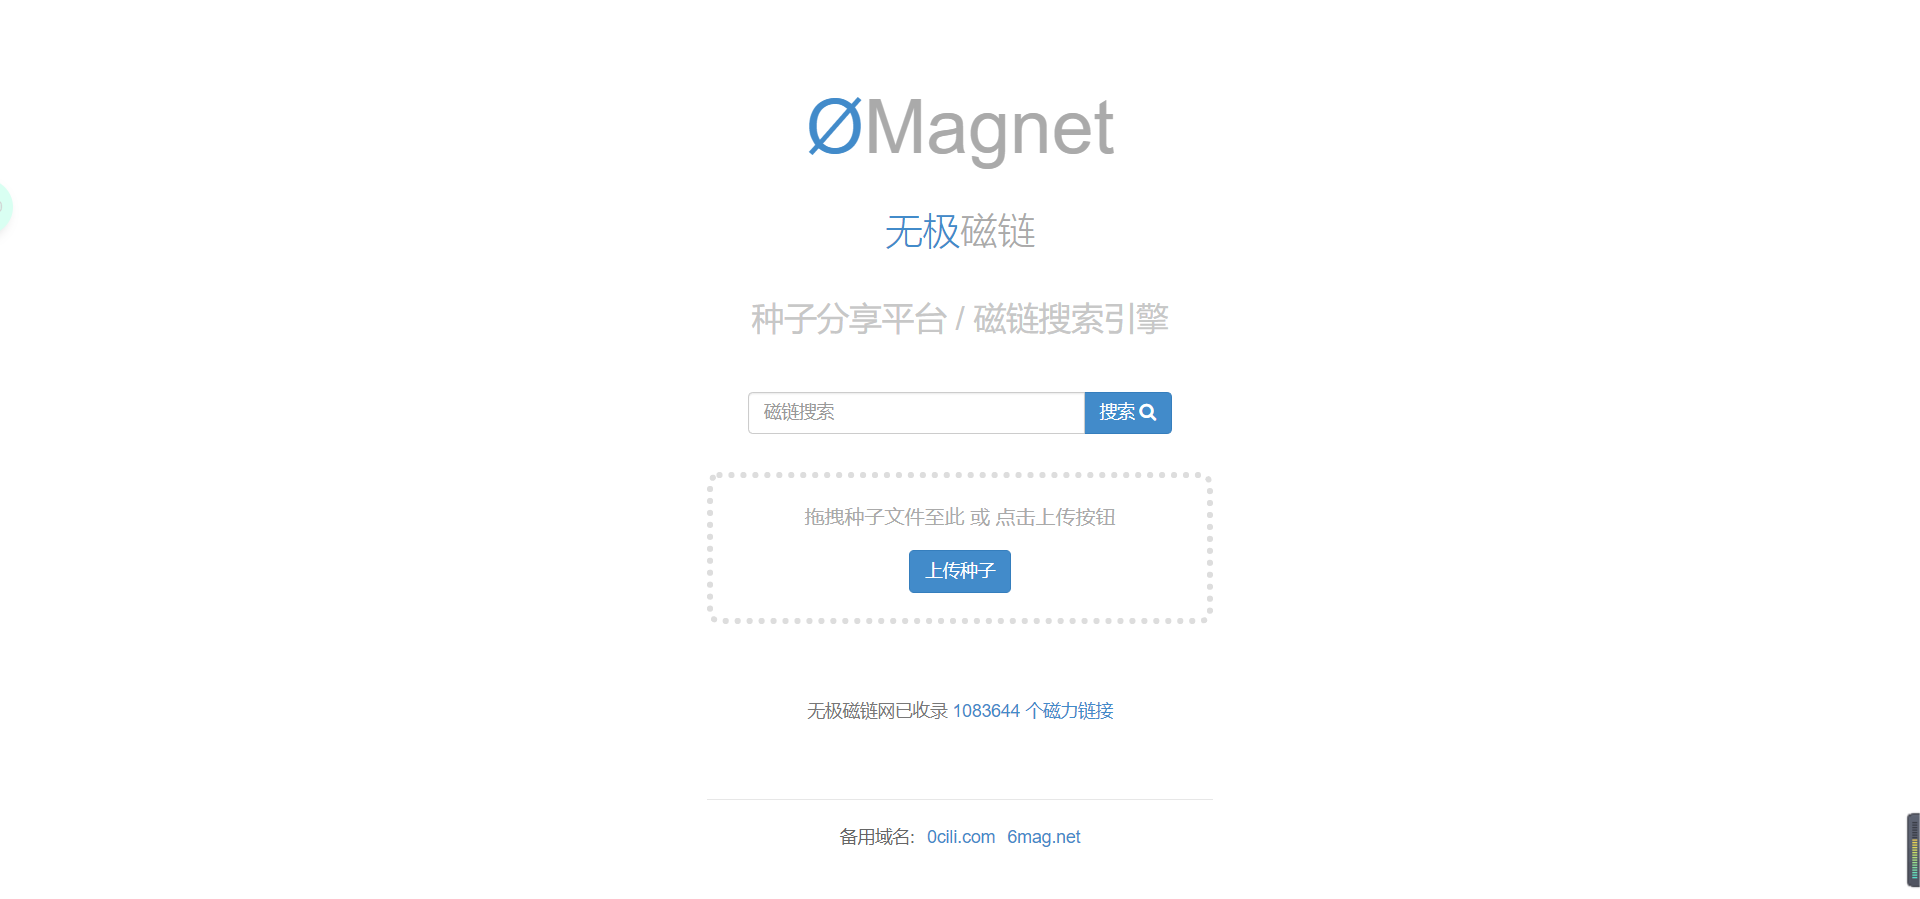 ØMagnet
无极磁链
种子分享平台 / 磁链搜索引擎
磁链搜索 搜索
拖拽种子文件至此 或 点击上传按钮
上传种子
无极磁链网已收录 1083644 个磁力链接
备用域名: 0cili.com 6mag.net